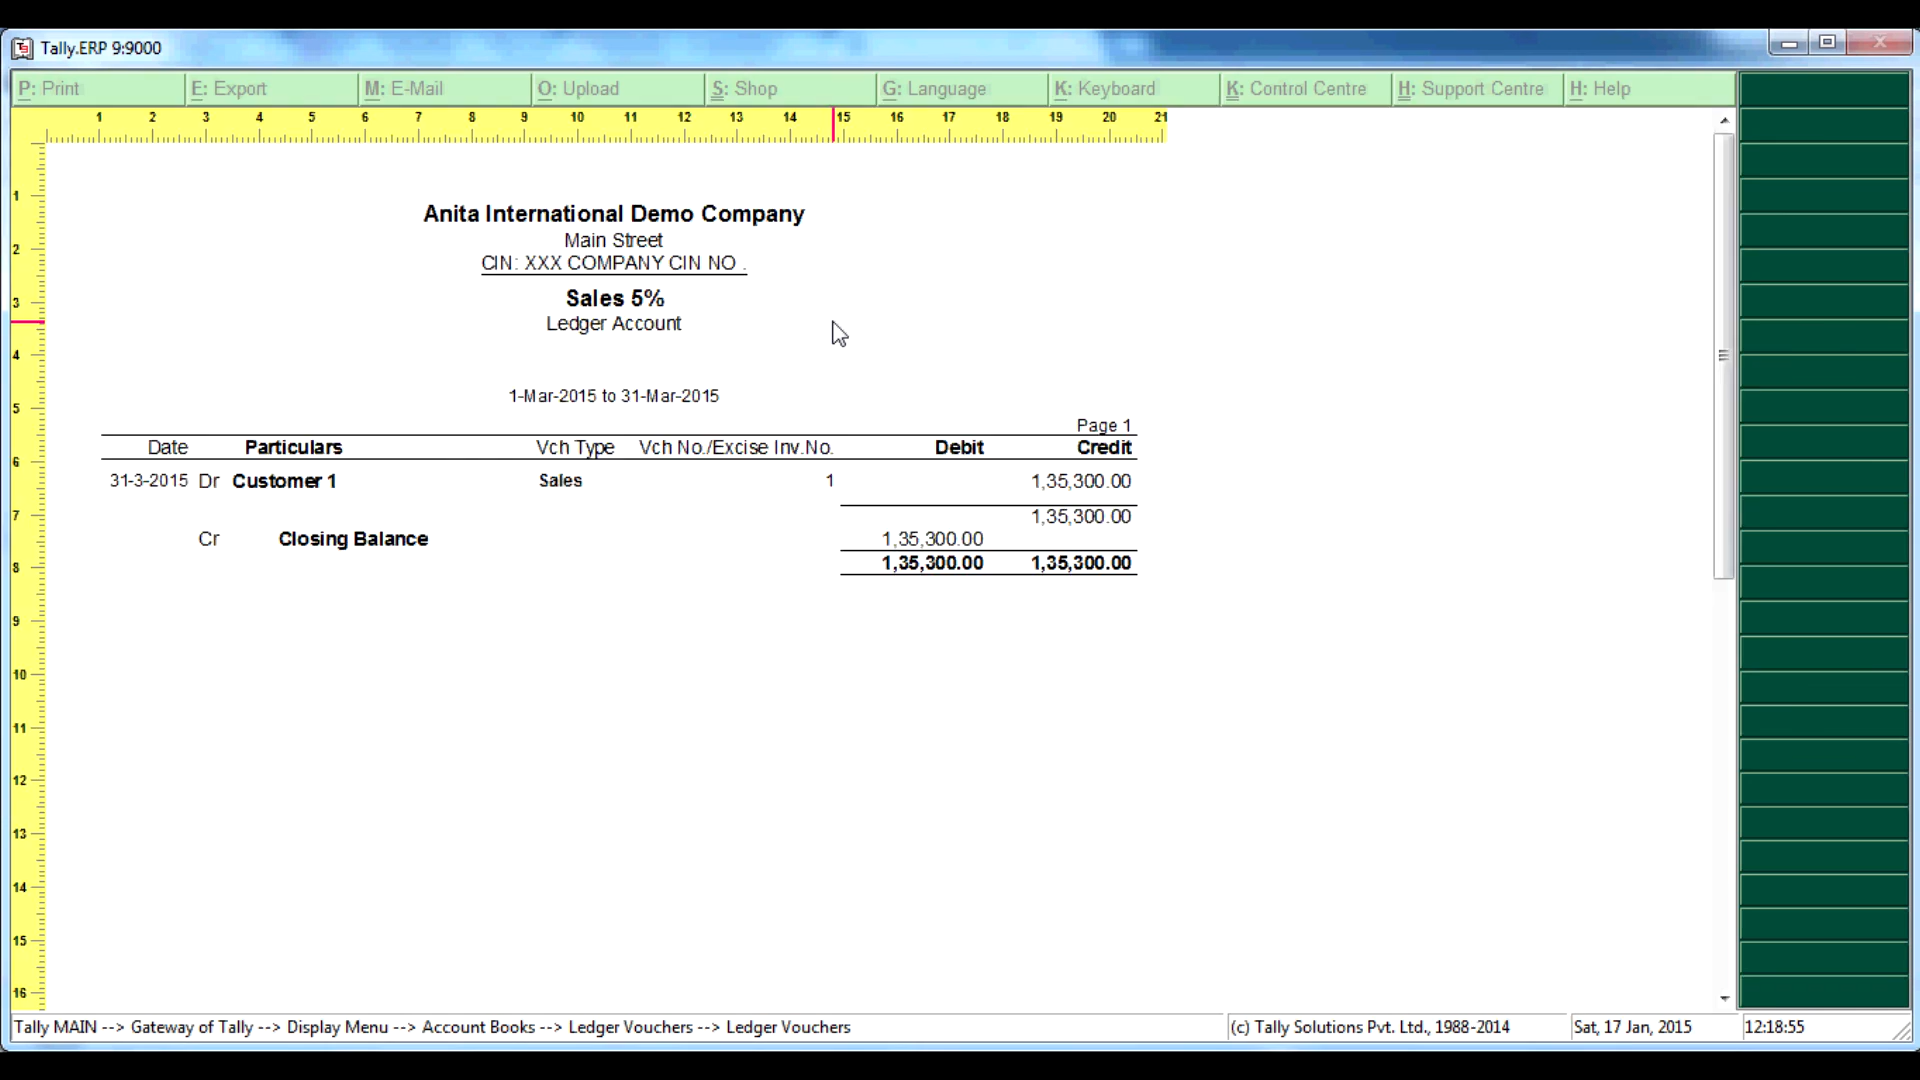 Tally.ERP 9:9000
P: Print E: Export M: E-Mail O: Upload S: Shop G: Language K: Keyboard K: Control Centre H: Support Centre H: Help
1 2 3 4 5 6 7 8 9 10 11 12 13 14 15 16 17 18 19 20 21
1
2
3
4
5
6
7
8
9
10
11
12
13
14
15
16
Anita International Demo Company
Main Street
CIN: XXX COMPANY CIN NO .
Sales 5%
Ledger Account
1-Mar-2015 to 31-Mar-2015
Page 1
Date Particulars Vch Type Vch No./Excise Inv.No. Debit Credit
31-3-2015 Dr Customer 1 Sales 1 1,35,300.00
1,35,300.00
Cr Closing Balance 1,35,300.00
1,35,300.00 1,35,300.00
Tally MAIN --> Gateway of Tally --> Display Menu --> Account Books --> Ledger Vouchers --> Ledger Vouchers (c) Tally Solutions Pvt. Ltd., 1988-2014 Sat, 17 Jan, 2015 12:18:55